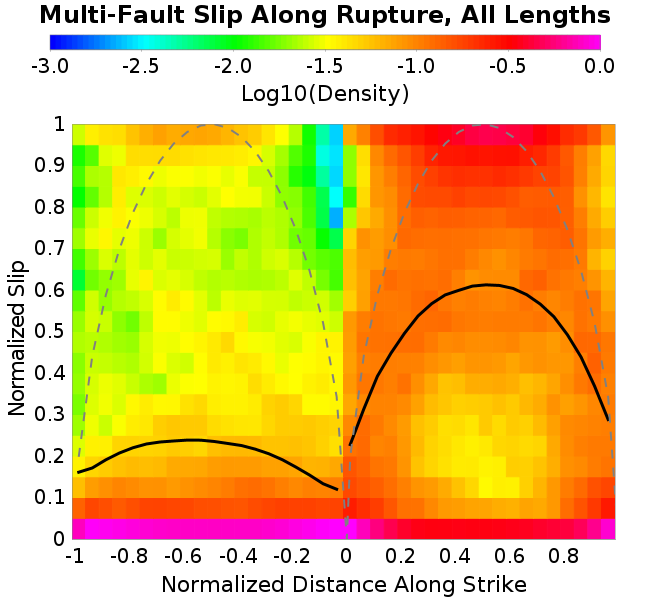 Multi-Fault Slip Along Rupture, All Lengths
-3.0 -2.5 -2.0 -1.5 -1.0 -0.5 0.0
Log10(Density)
1
0.9
0.8
0.7
0.6
0.5
0.4
0.3
0.2
0.1
0
Normalized Slip
-1 -0.8 -0.6 -0.4 -0.2 0 0.2 0.4 0.6 0.8
Normalized Distance Along Strike